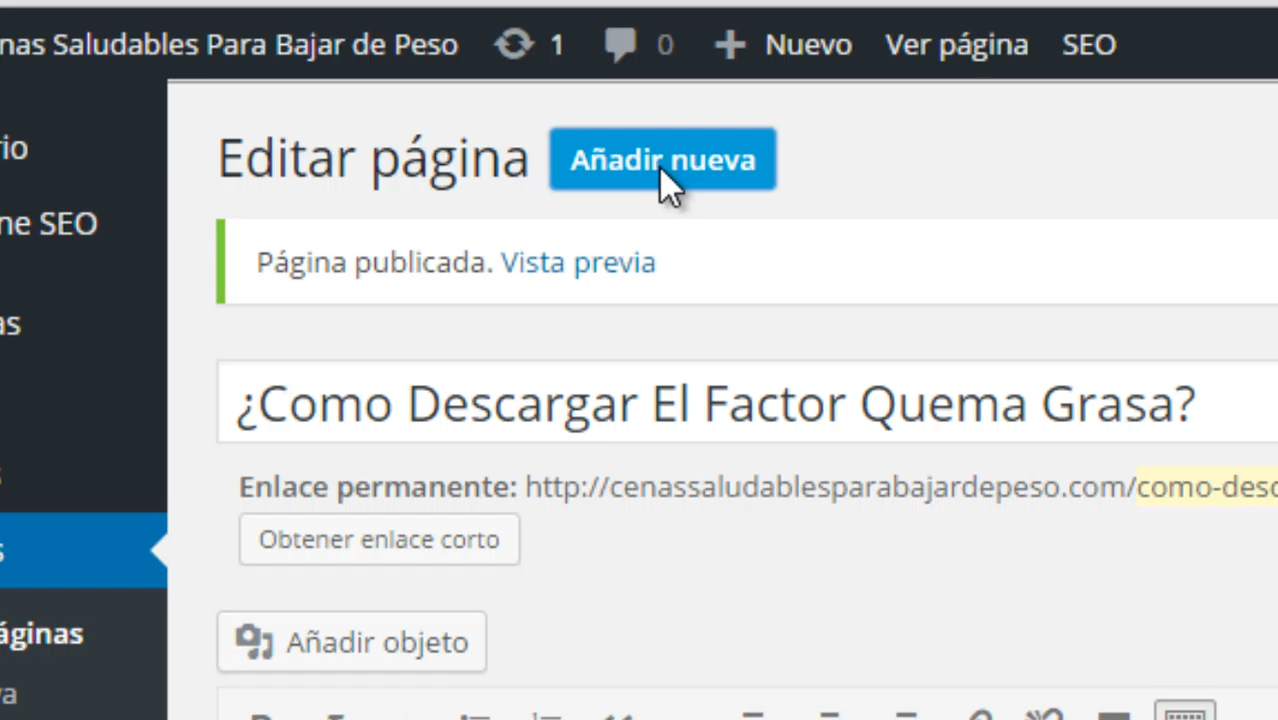 nas Saludables Para Bajar de Peso 1 0 Nuevo Ver página SEO
Editar página Añadir nueva
rio
ne SEO
Página publicada. Vista previa
as
¿Como Descargar El Factor Quema Grasa?
Enlace permanente: http://cenassaludablesparabajardepeso.com/como-desc
Obtener enlace corto
s
áginas
Añadir objeto
va